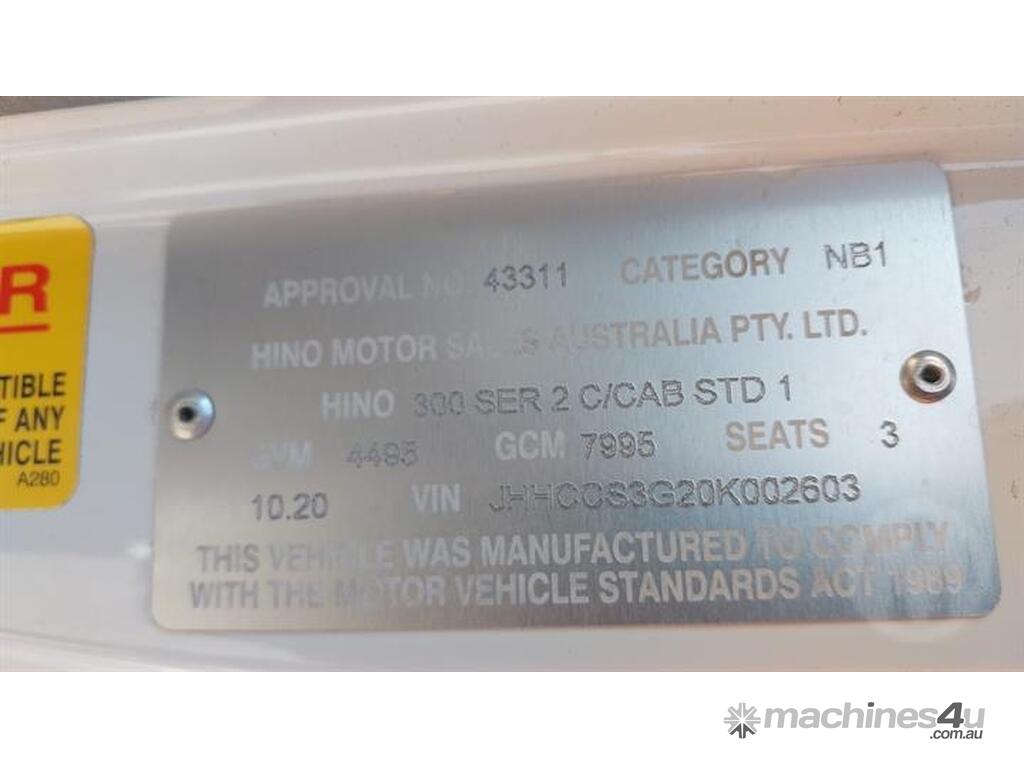 R
TIBLE
F ANY
HICLE
A280
APPROVAL NO 43311 CATEGORY NB1
HINO MOTOR SALES AUSTRALIA PTY. LTD.
HINO 300 SER 2 C/CAB STD 1
GVM 4495 GCM 7995 SEATS 3
10.20 VIN JHHCCS3G20K002603
THIS VEHICLE WAS MANUFACTURED TO COMPLY
WITH THE MOTOR VEHICLE STANDARDS ACT 1989
machines4u
.com.au